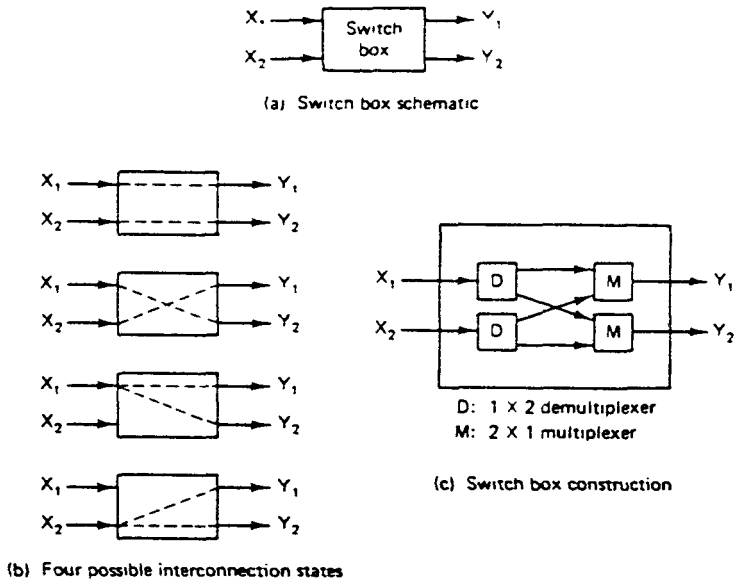 X₁ Switch box Y₁
X₂ Y₂
(a) Switch box schematic
X₁ Y₁
X₂ Y₂
X₁ Y₁
X₂ Y₂
X₁ Y₁
X₂ Y₂
X₁ Y₁
X₂ Y₂
(b) Four possible interconnection states
X₁ D M Y₁
X₂ D M Y₂
D: 1 X 2 demultiplexer
M: 2 X 1 multiplexer
(c) Switch box construction